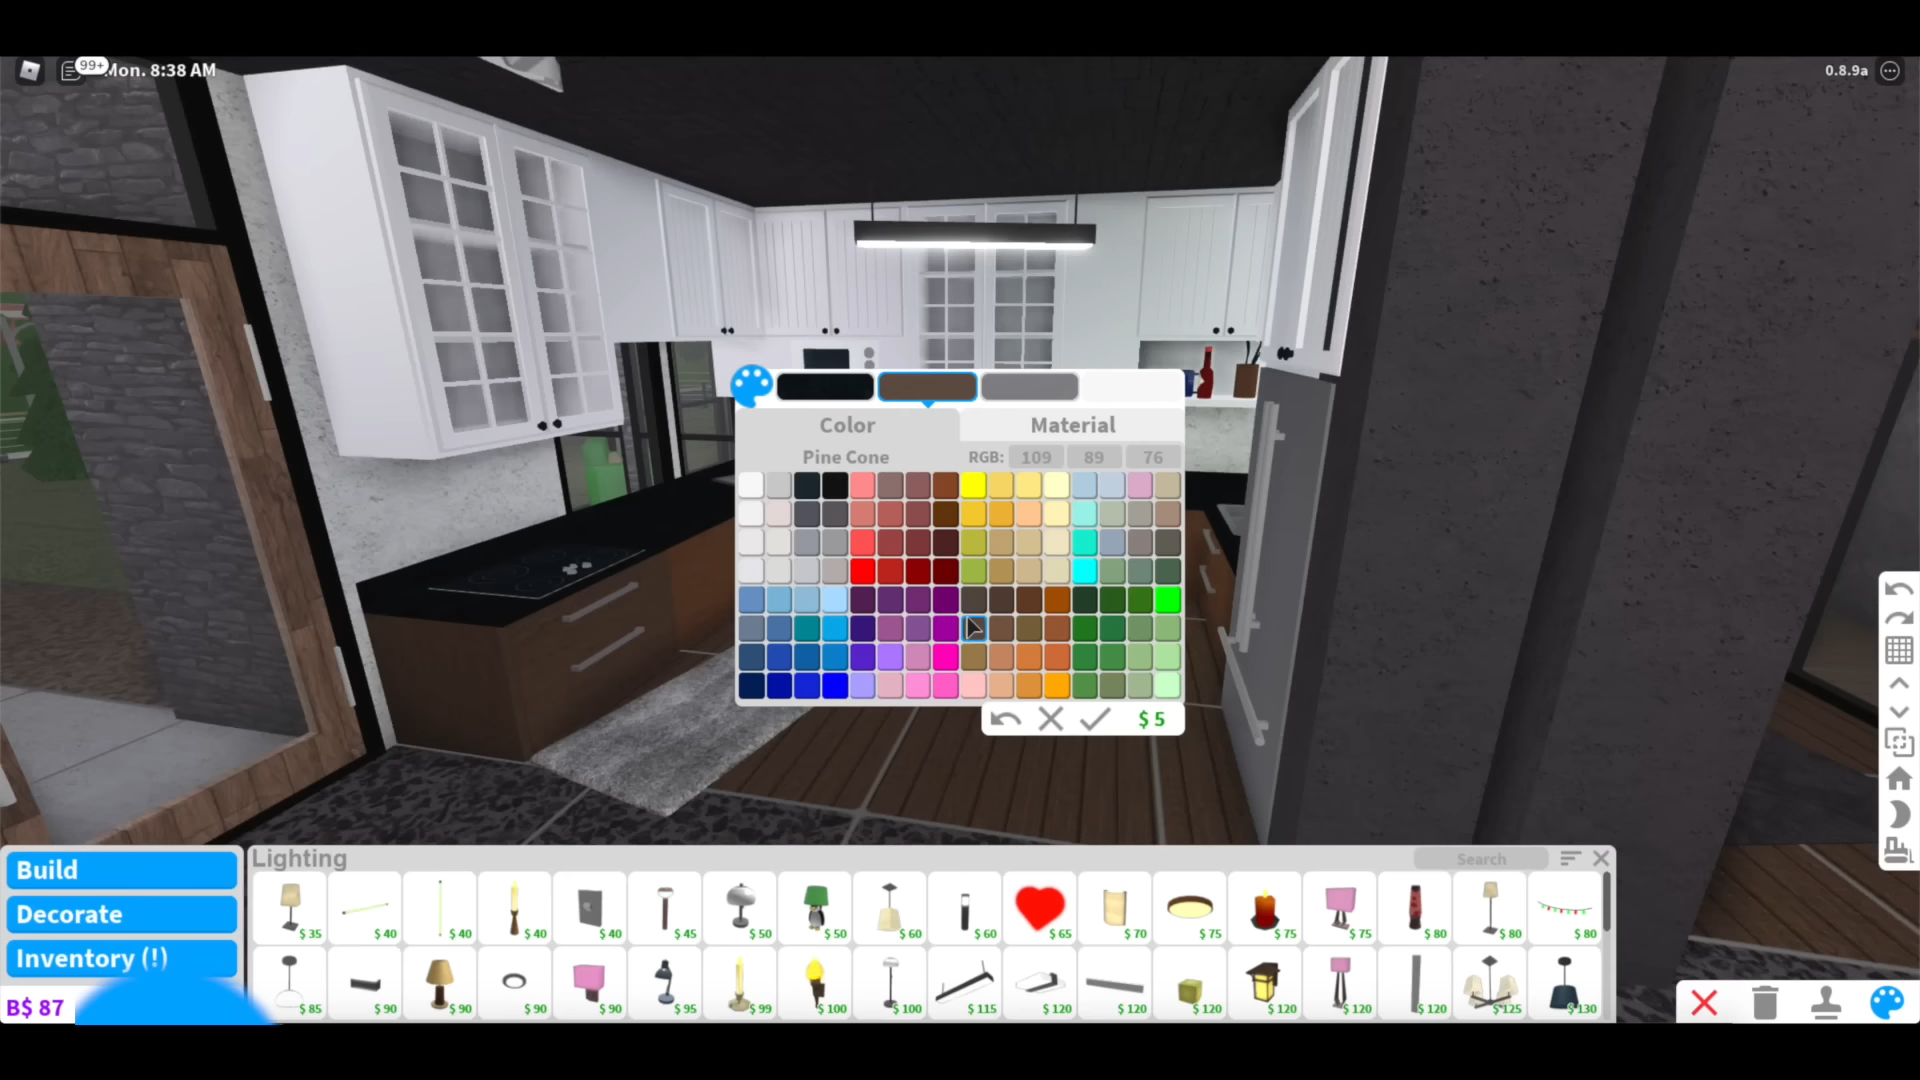 99+
Mon. 8:38 AM
0.8.9a
Color
Material
Pine Cone
RGB: 109 89 76
$ 5
Build
Decorate
Inventory (!)
B$ 87
Lighting
Search
$ 35 $ 40 $ 40 $ 40 $ 40 $ 45 $ 50 $ 50 $ 60 $ 60 $ 65 $ 70 $ 75 $ 75 $ 75 $ 80 $ 80 $ 80
$ 85 $ 90 $ 90 $ 90 $ 90 $ 95 $ 99 $ 100 $ 100 $ 115 $ 120 $ 120 $ 120 $ 120 $ 120 $ 120 $ 125 $ 130